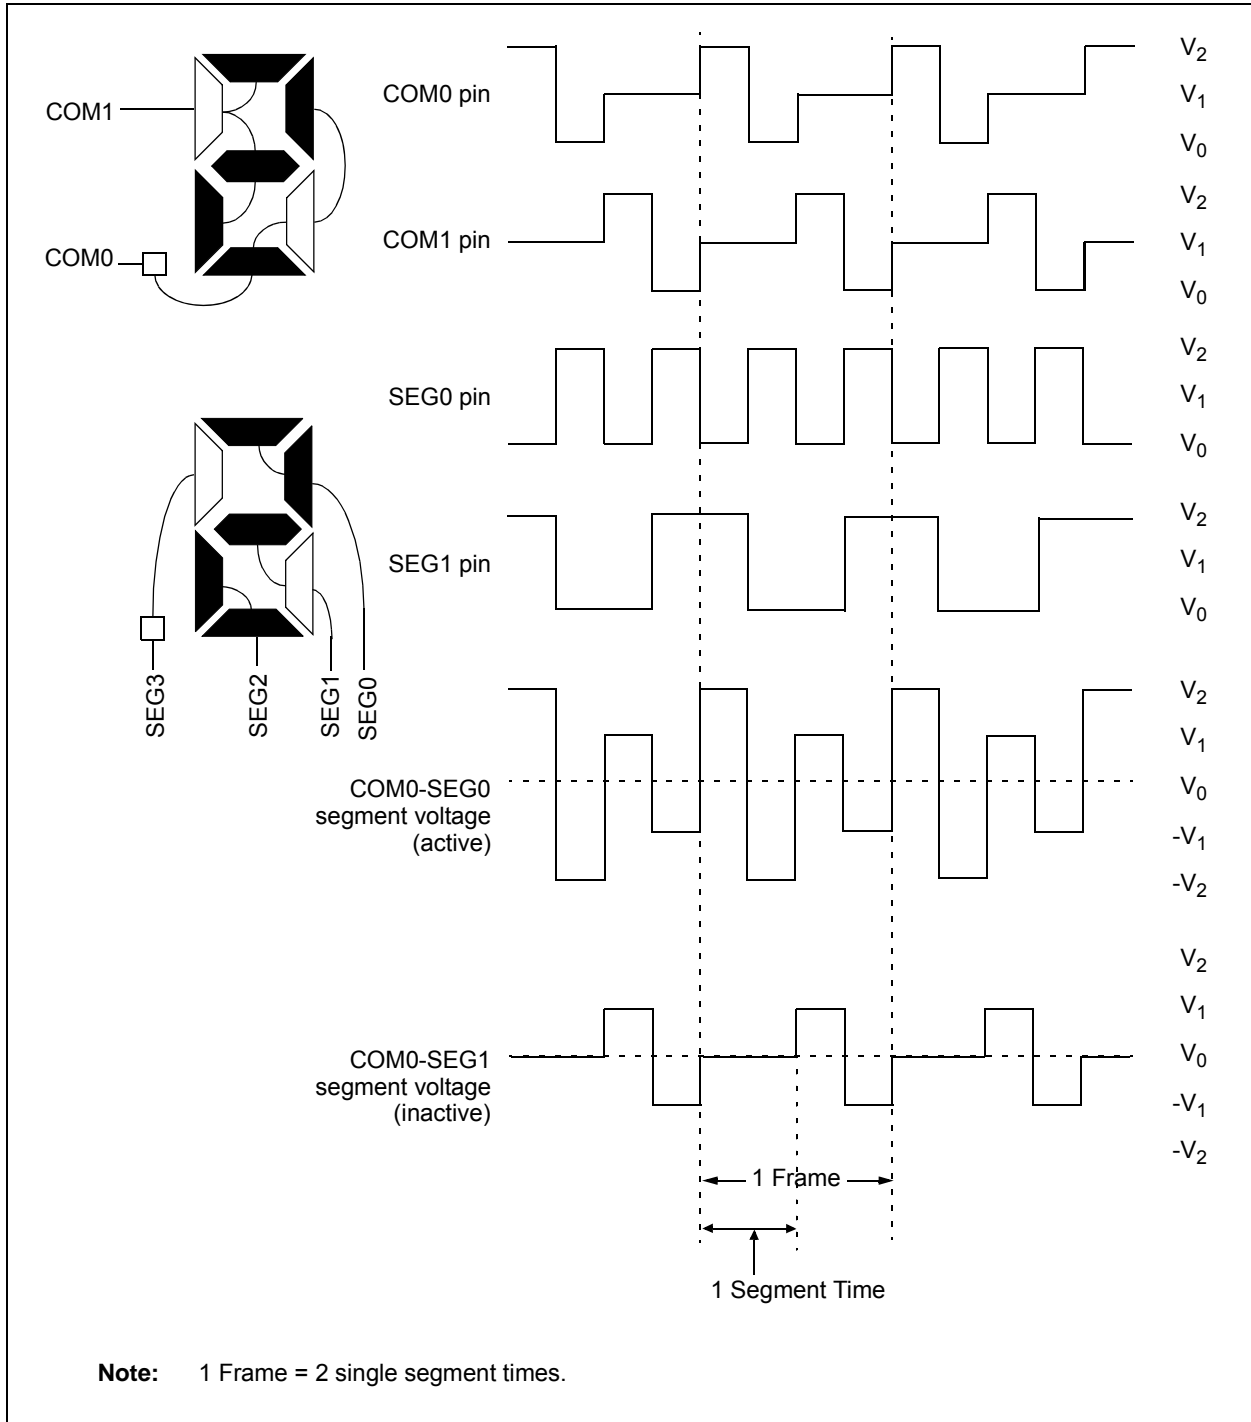 COM1
COM0
SEG3
SEG2
SEG1
SEG0
COM0 pin
V2
V1
V0
COM1 pin
V2
V1
V0
SEG0 pin
V2
V1
V0
SEG1 pin
V2
V1
V0
COM0-SEG0
segment voltage
(active)
V2
V1
V0
-V1
-V2
COM0-SEG1
segment voltage
(inactive)
V2
V1
V0
-V1
-V2
1 Frame
1 Segment Time
Note: 1 Frame = 2 single segment times.